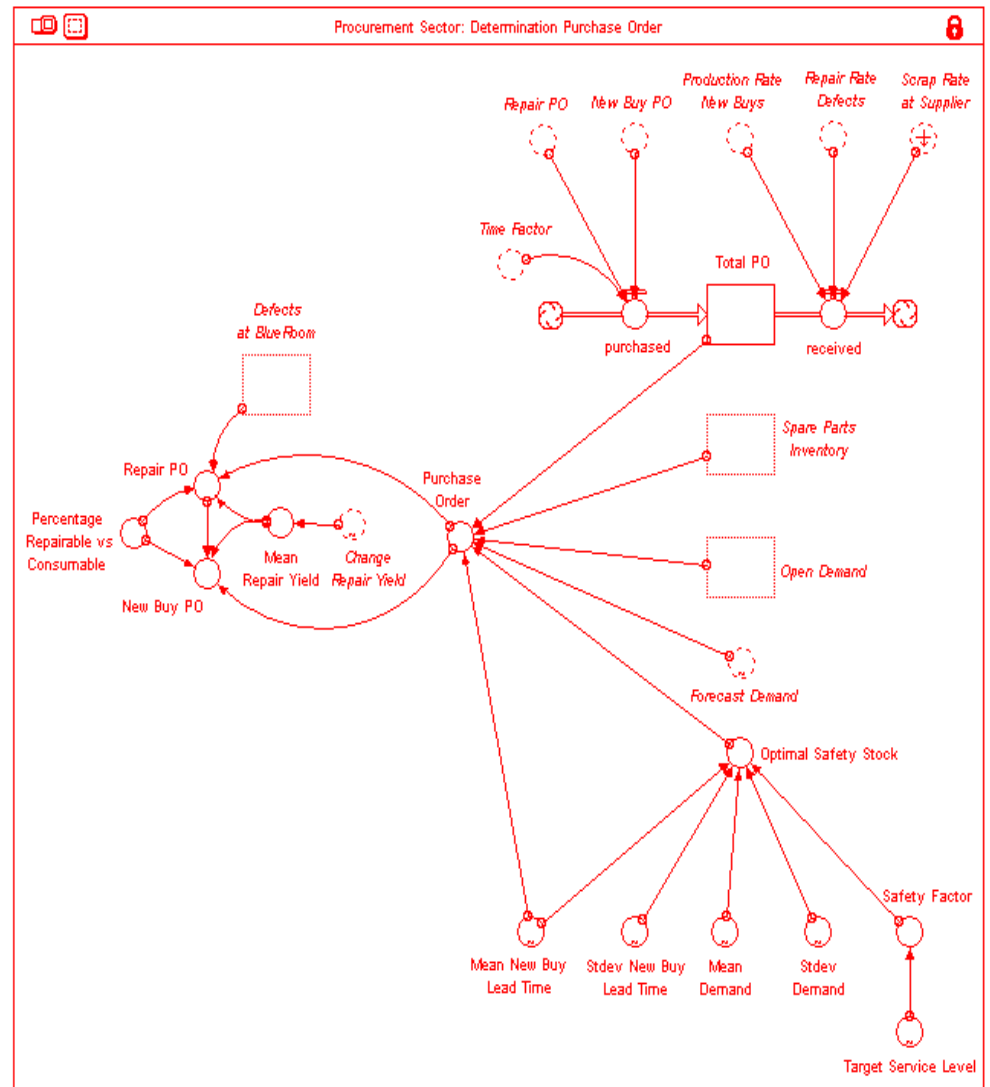 Procurement Sector: Determination Purchase Order
Production Rate
New Buys
Repair Rate
Defects
Scrap Rate
at Supplier
Repair PO
New Buy PO
Time Factor
Total PO
purchased
received
Defects
at BlueRoom
Spare Parts
Inventory
Repair PO
Purchase
Order
Percentage
Repairable vs
Consumable
Mean
Repair Yield
Change
Repair Yield
Open Demand
New Buy PO
Forecast Demand
Optimal Safety Stock
Safety Factor
Mean New Buy
Lead Time
Stdev New Buy
Lead Time
Mean
Demand
Stdev
Demand
Target Service Level